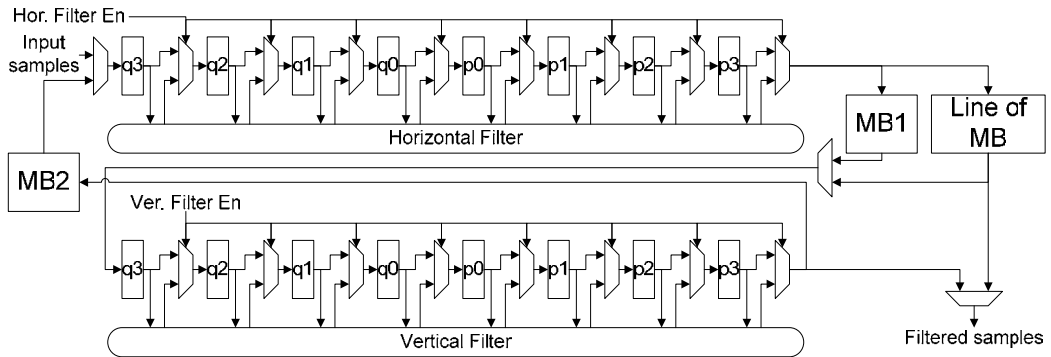 Hor. Filter En
Input
samples
q3 q2 q1 q0 p0 p1 p2 p3
Horizontal Filter
MB1
Line of
MB
MB2
Ver. Filter En
q3 q2 q1 q0 p0 p1 p2 p3
Vertical Filter
Filtered samples